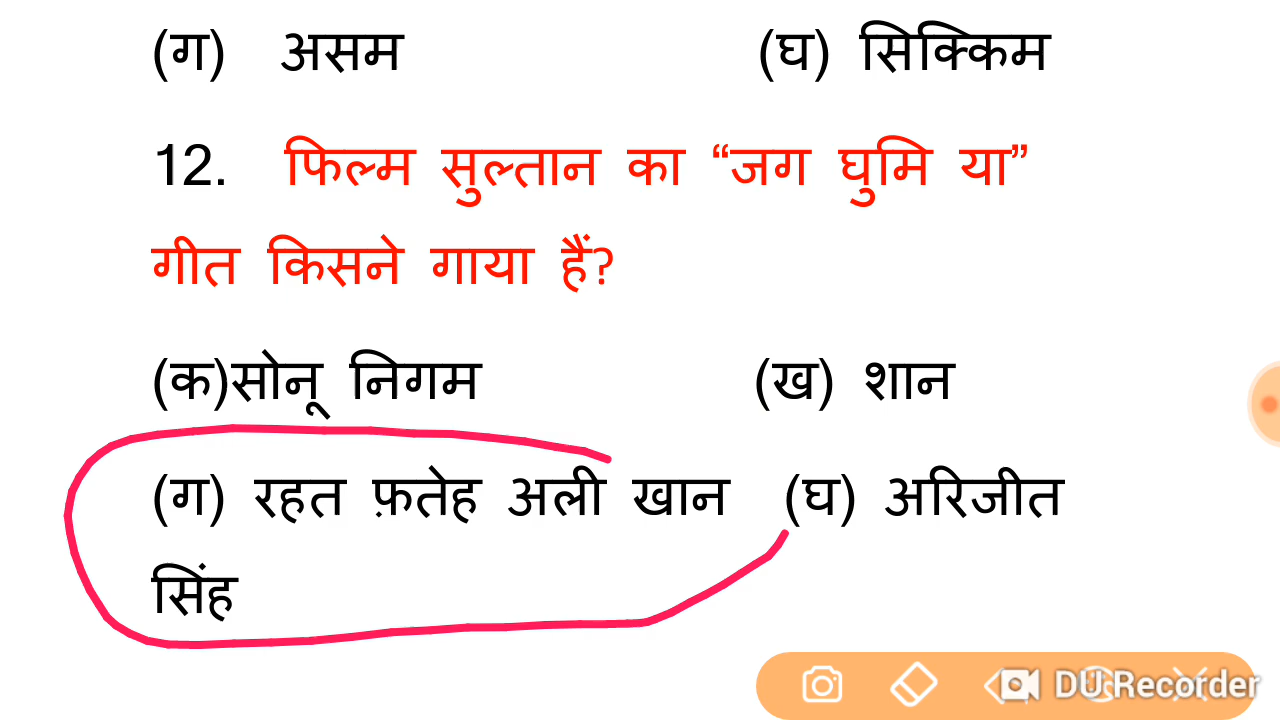 (ग) असम (घ) सिक्किम
12. फिल्म सुल्तान का “जग घुमि या”
गीत किसने गाया हैं?
(क)सोनू निगम (ख) शान
(ग) रहत फ़तेह अली खान (घ) अरिजीत
सिंह
DU Recorder